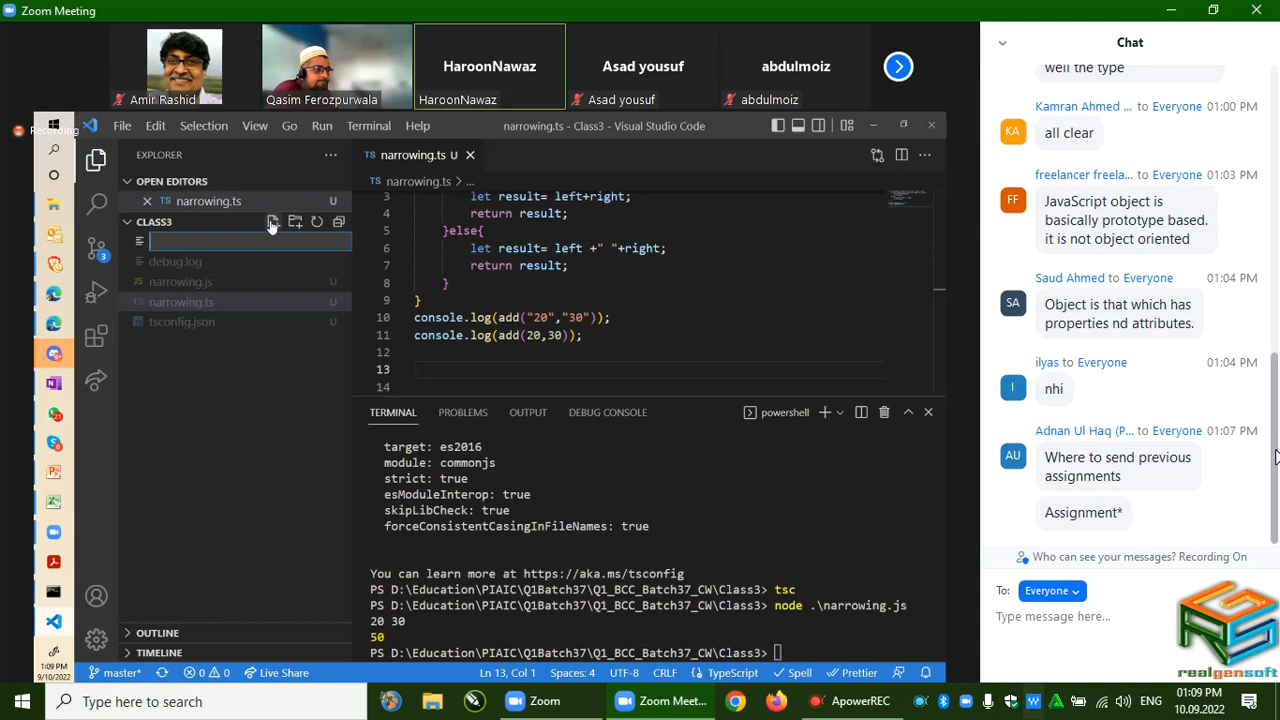 Zoom Meeting
Amir Rashid
Qasim Ferozpurwala
HaroonNawaz
HaroonNawaz
Asad yousuf
Asad yousuf
abdulmoiz
abdulmoiz
Recording
File Edit Selection View Go Run Terminal Help
narrowing.ts - Class3 - Visual Studio Code
EXPLORER
OPEN EDITORS
TS narrowing.ts U
CLASS3
debug.log
narrowing.js U
TS narrowing.ts U
tsconfig.json U
OUTLINE
TIMELINE
3
TS narrowing.ts U
TS narrowing.ts > ...
3 let result= left+right;
4 return result;
5 }else{
6 let result= left +" "+right;
7 return result;
8 }
9 }
10 console.log(add("20","30"));
11 console.log(add(20,30));
12
13
14
TERMINAL PROBLEMS OUTPUT DEBUG CONSOLE
powershell
target: es2016
module: commonjs
strict: true
esModuleInterop: true
skipLibCheck: true
forceConsistentCasingInFileNames: true
You can learn more at https://aka.ms/tsconfig
PS D:\Education\PIAIC\Q1Batch37\Q1_BCC_Batch37_CW\Class3> tsc
PS D:\Education\PIAIC\Q1Batch37\Q1_BCC_Batch37_CW\Class3> node .\narrowing.js
20 30
50
PS D:\Education\PIAIC\Q1Batch37\Q1_BCC_Batch37_CW\Class3>
master* 0 0 Live Share
Ln 13, Col 1 Spaces: 4 UTF-8 CRLF TypeScript Spell Prettier
1:09 PM
9/10/2022
Chat
well the type
Kamran Ahmed ... to Everyone 01:00 PM
KA
all clear
freelancer freela... to Everyone 01:03 PM
FF
JavaScript object is
basically prototype based.
it is not object oriented
Saud Ahmed to Everyone 01:04 PM
SA
Object is that which has
properties nd attributes.
ilyas to Everyone 01:04 PM
I
nhi
Adnan Ul Haq (P... to Everyone 01:07 PM
AU
Where to send previous
assignments
Assignment*
Who can see your messages? Recording On
To: Everyone
Type message here...
realgensoft
Type here to search
Zoom
Zoom Meet...
ApowerREC
ENG
01:09 PM
10.09.2022